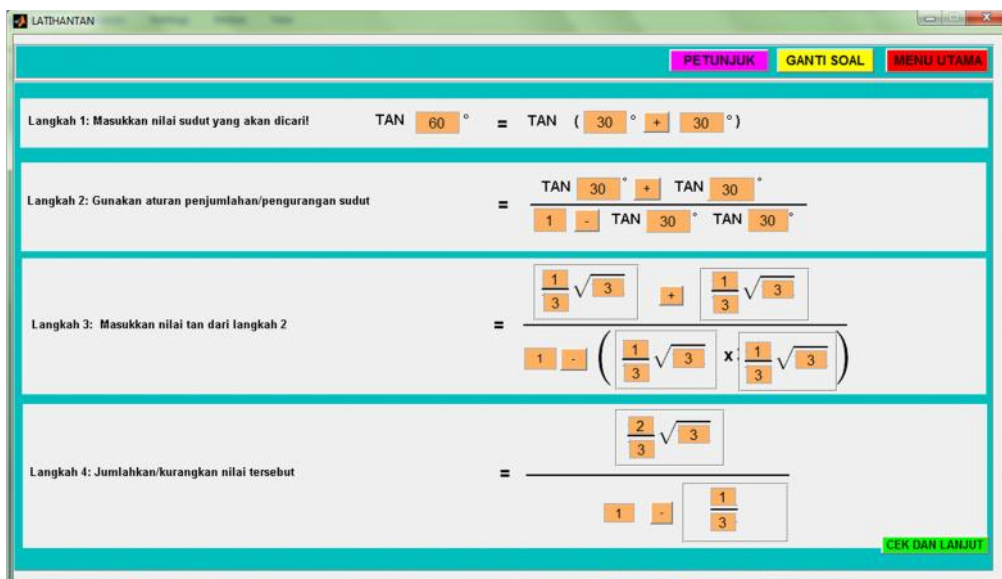 LATIHANTAN
PETUNJUK GANTI SOAL MENU UTAMA
Langkah 1: Masukkan nilai sudut yang akan dicari! TAN 60 ° = TAN ( 30 ° + 30 ° )
TAN 30 ° + TAN 30 °
Langkah 2: Gunakan aturan penjumlahan/pengurangan sudut =
1 - TAN 30 ° TAN 30 °
1/3 √3 + 1/3 √3
Langkah 3: Masukkan nilai tan dari langkah 2 =
1 - ( 1/3 √3 x 1/3 √3 )
2/3 √3
Langkah 4: Jumlahkan/kurangkan nilai tersebut =
1 - 1/3
CEK DAN LANJUT